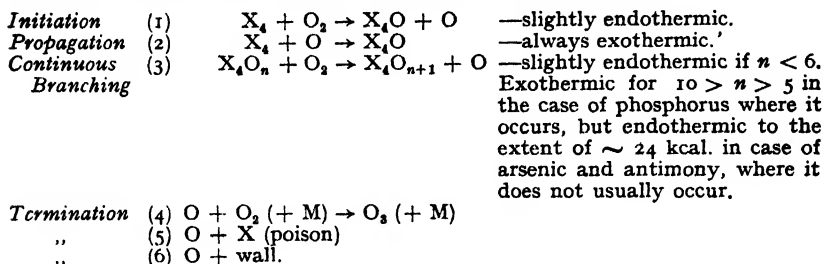 Initiation (1) X₄ + O₂ → X₄O + O —slightly endothermic.
Propagation (2) X₄ + O → X₄O —always exothermic.'
Continuous (3) X₄Oₙ + O₂ → X₄Oₙ₊₁ + O —slightly endothermic if n < 6.
Branching Exothermic for 10 > n > 5 in
the case of phosphorus where it
occurs, but endothermic to the
extent of ~ 24 kcal. in case of
arsenic and antimony, where it
does not usually occur.
Termination (4) O + O₂ (+ M) → O₃ (+ M)
,, (5) O + X (poison)
,, (6) O + wall.